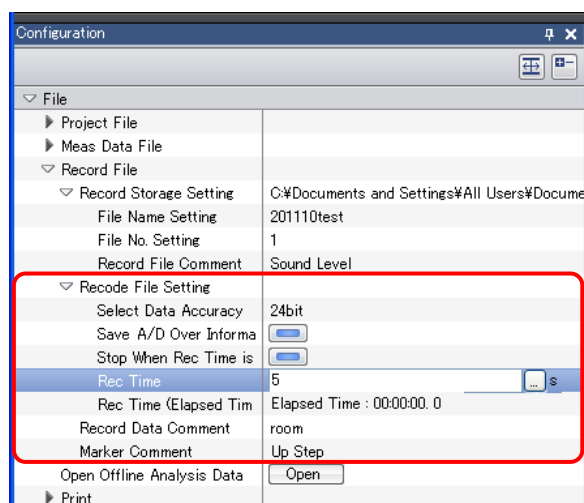 Configuration
File
Project File
Meas Data File
Record File
Record Storage Setting C:¥Documents and Settings¥All Users¥Docume
File Name Setting 201110test
File No. Setting 1
Record File Comment Sound Level
Recode File Setting
Select Data Accuracy 24bit
Save A/D Over Informa
Stop When Rec Time is
Rec Time 5 ... s
Rec Time (Elapsed Tim Elapsed Time : 00:00:00. 0
Record Data Comment room
Marker Comment Up Step
Open Offline Analysis Data Open
Print